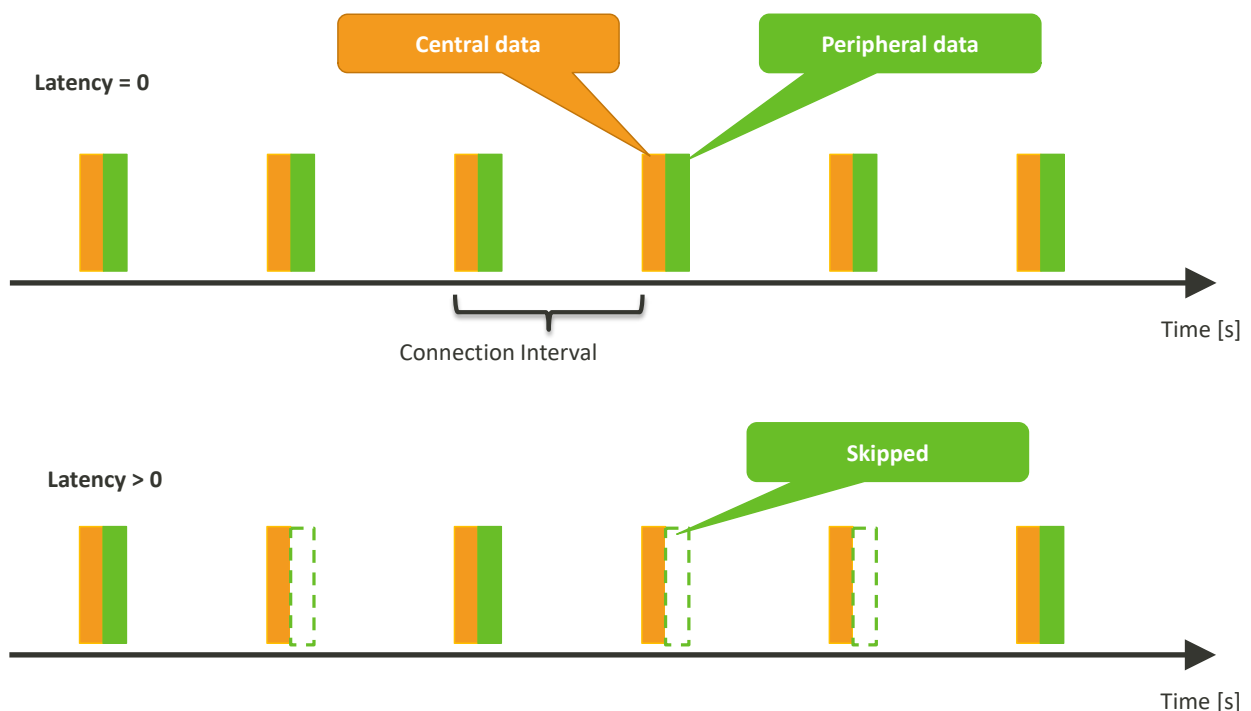 Central data
Peripheral data
Latency = 0
Time [s]
Connection Interval
Skipped
Latency > 0
Time [s]